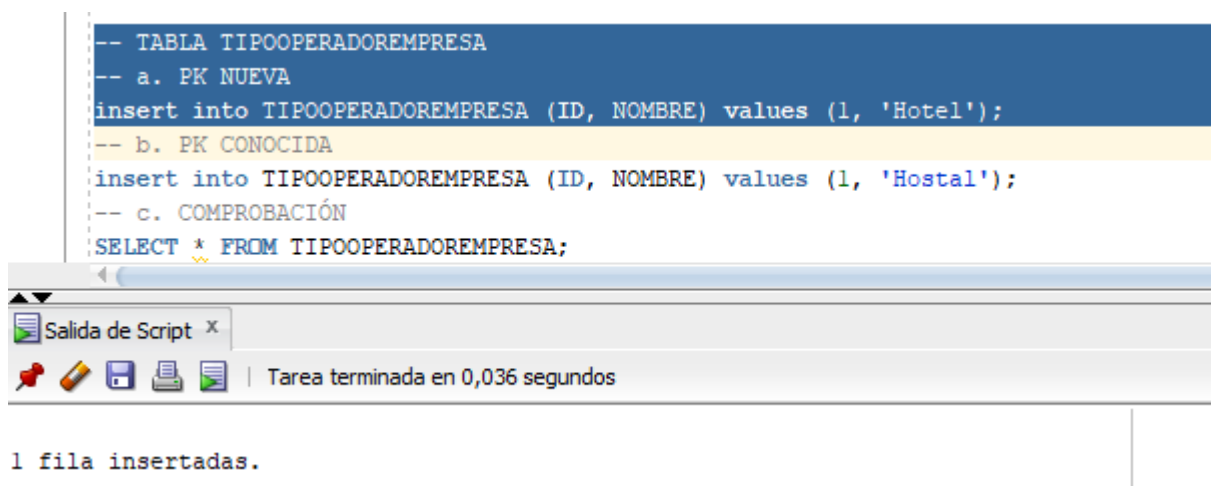 -- TABLA TIPOOPERADOREMPRESA
-- a. PK NUEVA
insert into TIPOOPERADOREMPRESA (ID, NOMBRE) values (1, 'Hotel');
-- b. PK CONOCIDA
insert into TIPOOPERADOREMPRESA (ID, NOMBRE) values (1, 'Hostal');
-- c. COMPROBACIÓN
SELECT * FROM TIPOOPERADOREMPRESA;
Salida de Script x
Tarea terminada en 0,036 segundos
1 fila insertadas.